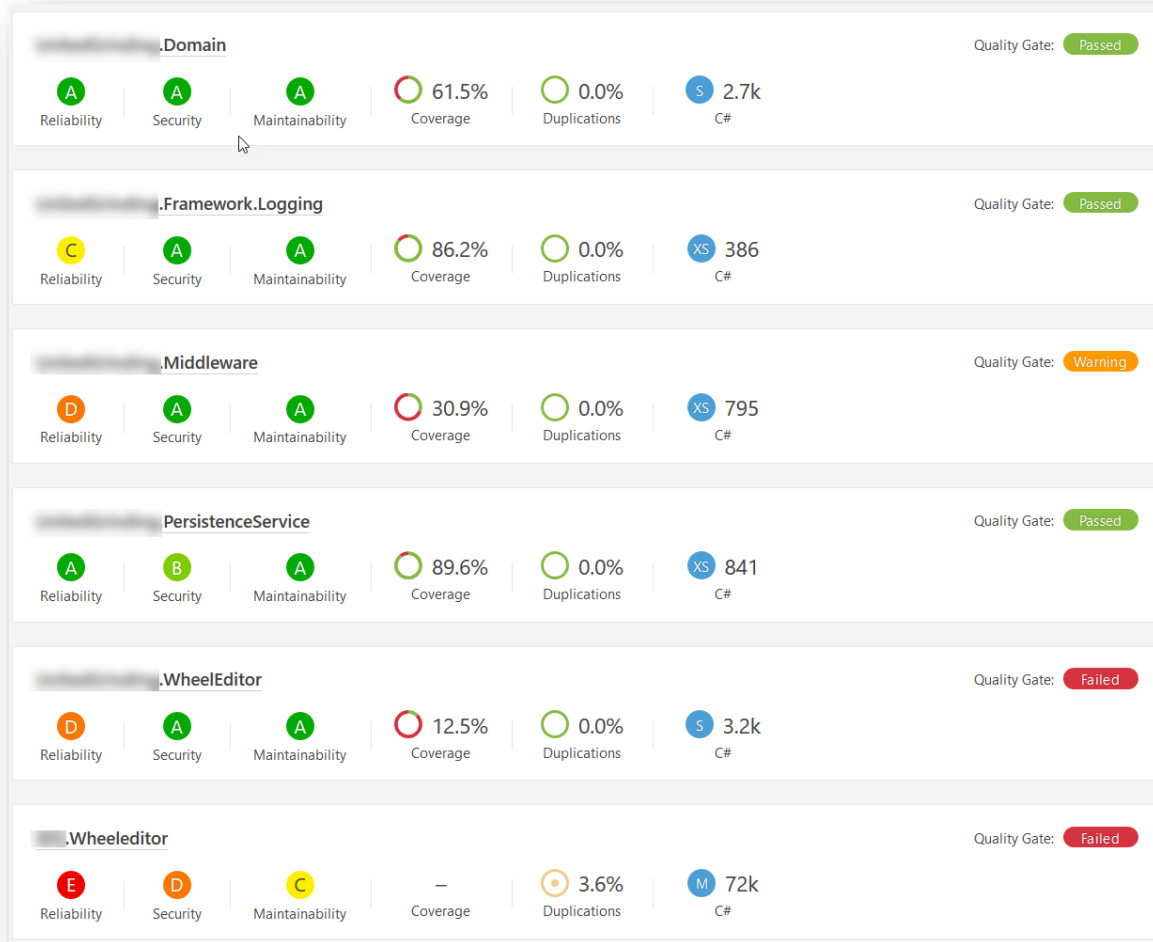 .Domain
Quality Gate: Passed
A A A 61.5% 0.0% S 2.7k
Reliability Security Maintainability Coverage Duplications C#
.Framework.Logging
Quality Gate: Passed
C A A 86.2% 0.0% XS 386
Reliability Security Maintainability Coverage Duplications C#
.Middleware
Quality Gate: Warning
D A A 30.9% 0.0% XS 795
Reliability Security Maintainability Coverage Duplications C#
.PersistenceService
Quality Gate: Passed
A B A 89.6% 0.0% XS 841
Reliability Security Maintainability Coverage Duplications C#
.WheelEditor
Quality Gate: Failed
D A A 12.5% 0.0% S 3.2k
Reliability Security Maintainability Coverage Duplications C#
.Wheeleditor
Quality Gate: Failed
E D C – 3.6% M 72k
Reliability Security Maintainability Coverage Duplications C#